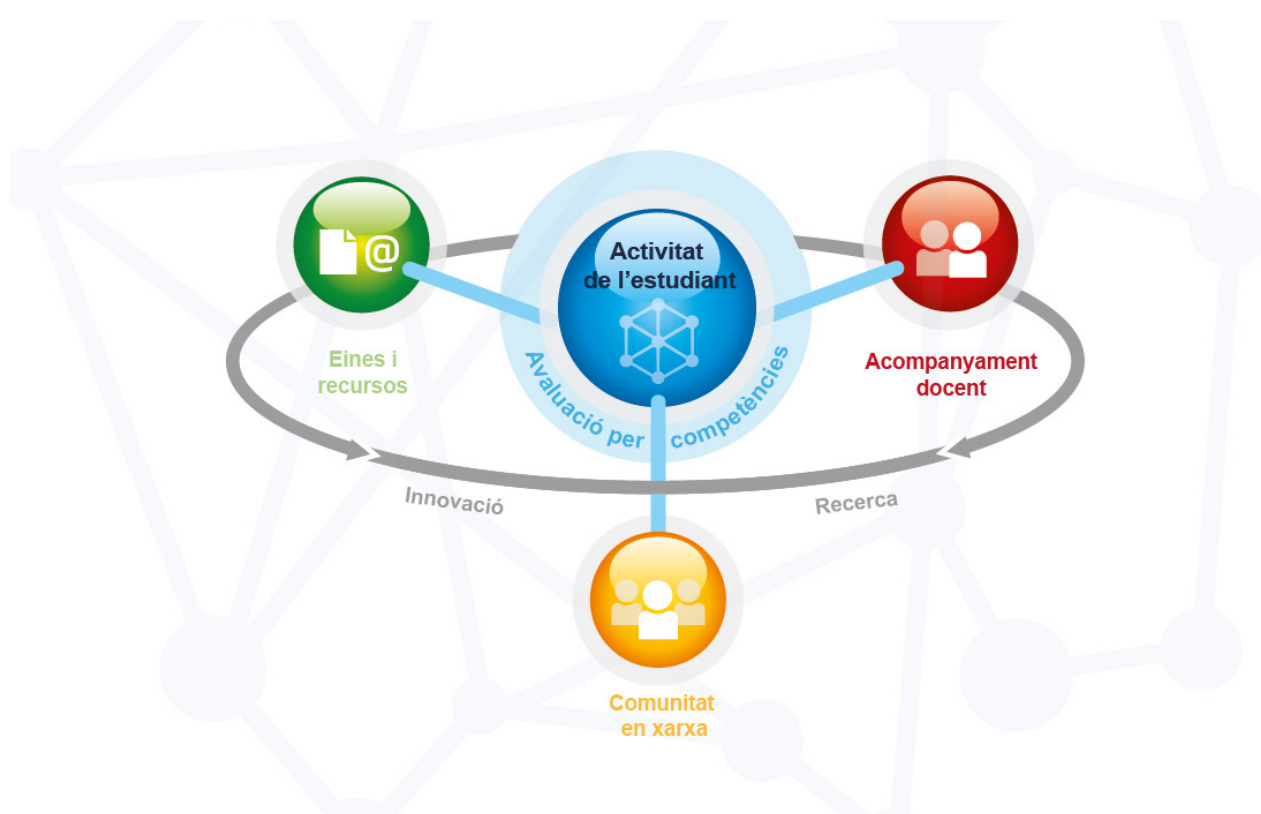 @
Activitat
de l’estudiant
Eines i
recursos
Avaluació per competències
Acompanyament
docent
Innovació
Recerca
Comunitat
en xarxa